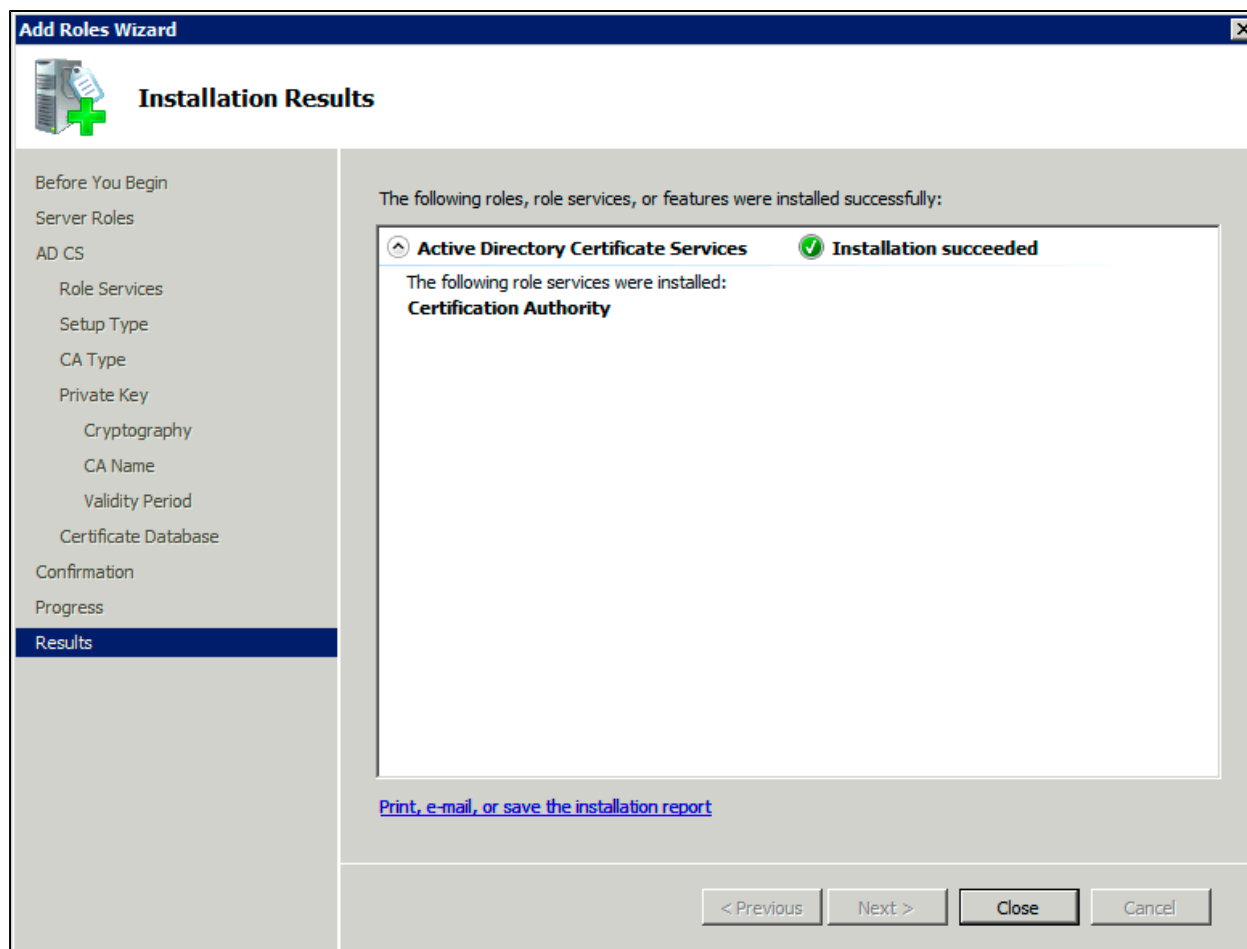 Add Roles Wizard
Installation Results
Before You Begin
Server Roles
AD CS
Role Services
Setup Type
CA Type
Private Key
Cryptography
CA Name
Validity Period
Certificate Database
Confirmation
Progress
Results
The following roles, role services, or features were installed successfully:
Active Directory Certificate Services Installation succeeded
The following role services were installed:
Certification Authority
Print, e-mail, or save the installation report
< Previous Next > Close Cancel